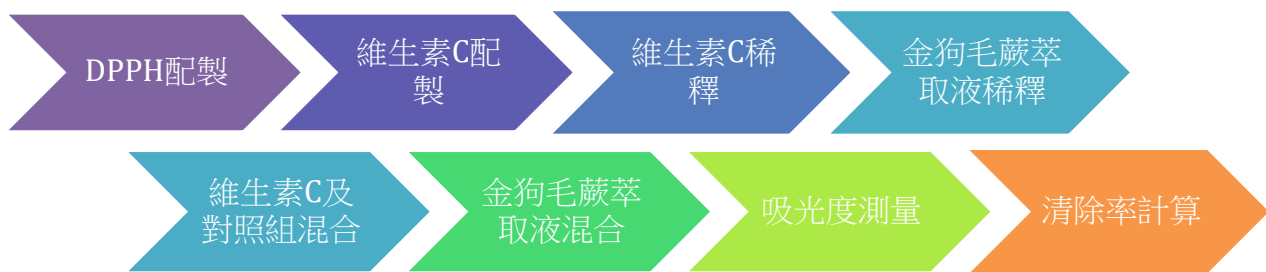 DPPH配製
維生素C配
製
維生素C稀
釋
金狗毛蕨萃
取液稀釋
維生素C及
對照組混合
金狗毛蕨萃
取液混合
吸光度測量
清除率計算